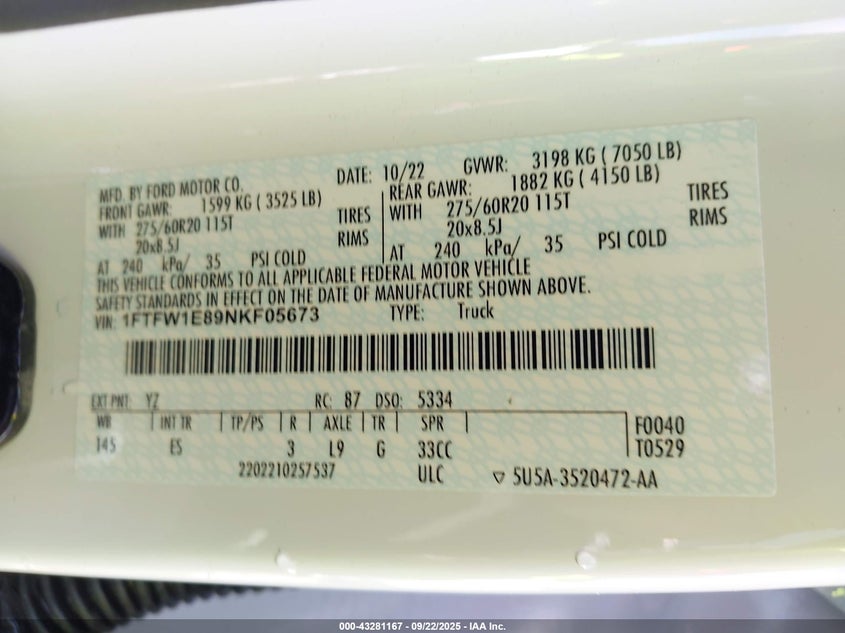 MFD. BY FORD MOTOR CO. DATE: 10/22 GVWR: 3198 KG ( 7050 LB)
FRONT GAWR: 1599 KG ( 3525 LB) REAR GAWR: 1882 KG ( 4150 LB)
WITH 275/60R20 115T TIRES WITH 275/60R20 115T TIRES
20x8.5J RIMS 20x8.5J RIMS
AT 240 kPa/ 35 PSI COLD AT 240 kPa/ 35 PSI COLD
THIS VEHICLE CONFORMS TO ALL APPLICABLE FEDERAL MOTOR VEHICLE
SAFETY STANDARDS IN EFFECT ON THE DATE OF MANUFACTURE SHOWN ABOVE.
VIN: 1FTFW1E89NKF05673 TYPE: Truck
EXT PNT: YZ RC: 87 DSO: 5334
WB INT TR TP/PS R AXLE TR SPR F0040
145 ES 3 L9 G 33CC T0529
2202210257537 ULC ▽ 5U5A-3520472-AA
000-43281167 - 09/22/2025 - IAA Inc.